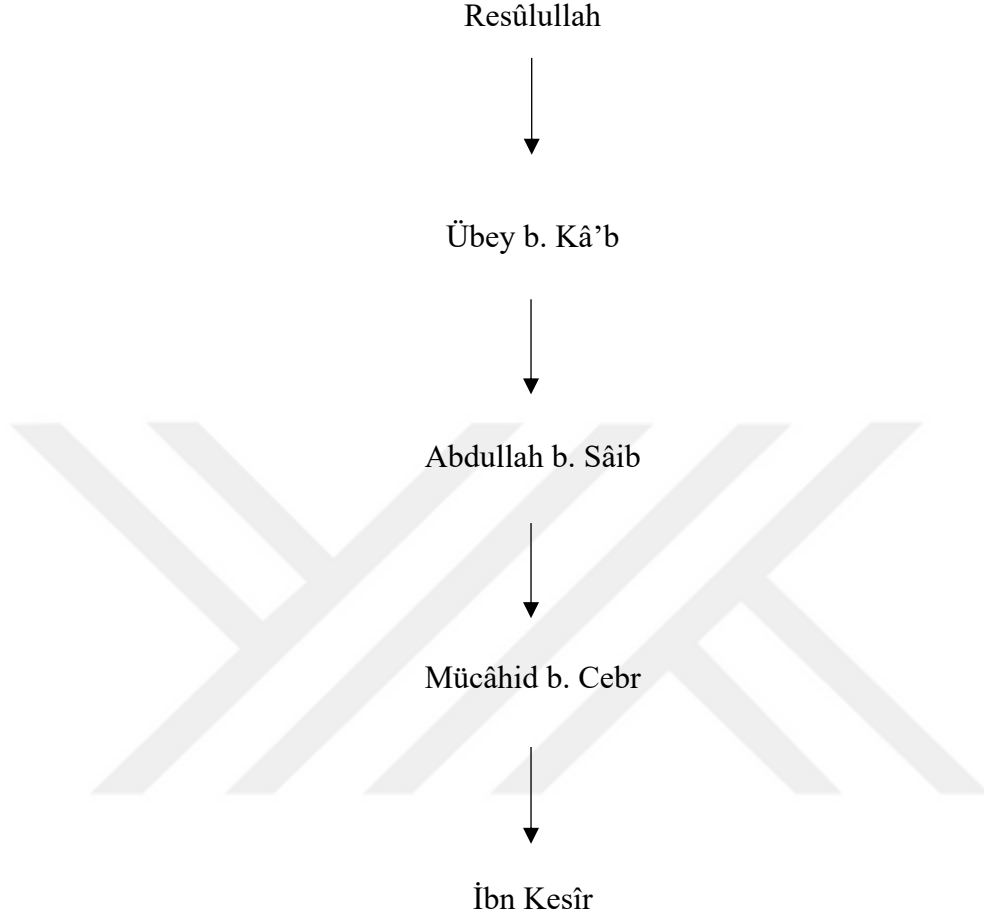 Resûlullah
Übey b. Kâ’b
Abdullah b. Sâib
Mücâhid b. Cebr
İbn Kesîr